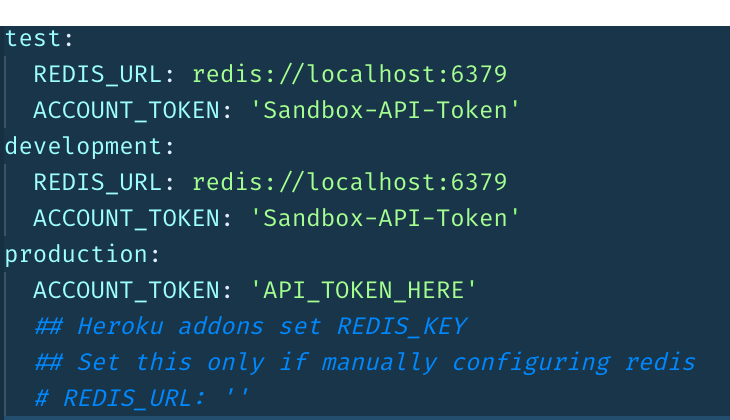 test:
  REDIS_URL: redis://localhost:6379
  ACCOUNT_TOKEN: 'Sandbox-API-Token'
development:
  REDIS_URL: redis://localhost:6379
  ACCOUNT_TOKEN: 'Sandbox-API-Token'
production:
  ACCOUNT_TOKEN: 'API_TOKEN_HERE'
  ## Heroku addons set REDIS_KEY
  ## Set this only if manually configuring redis
  # REDIS_URL: ''